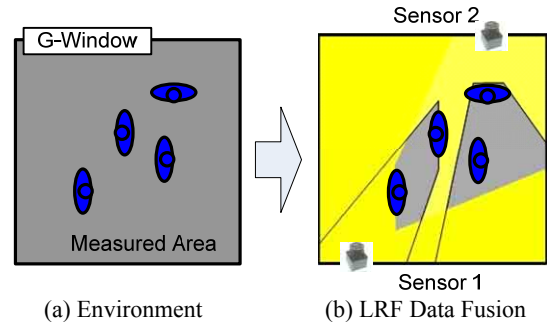 G-Window
Measured Area
(a) Environment
Sensor 2
Sensor 1
(b) LRF Data Fusion